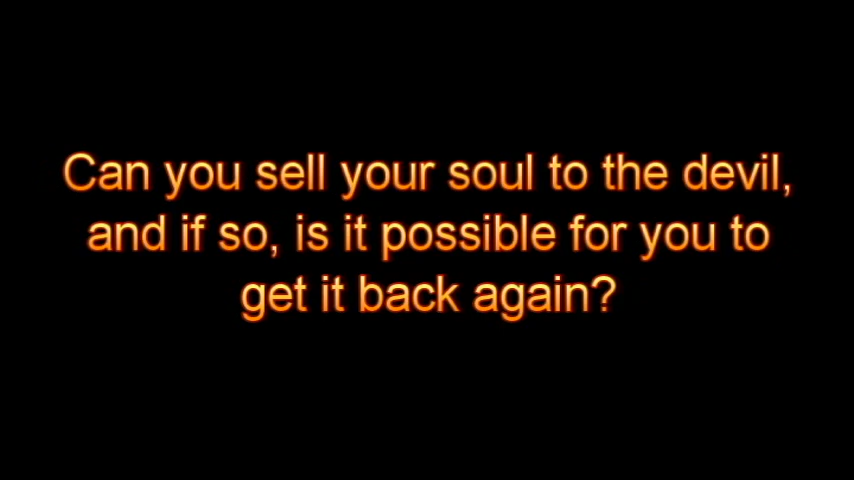 Can you sell your soul to the devil,
and if so, is it possible for you to
get it back again?